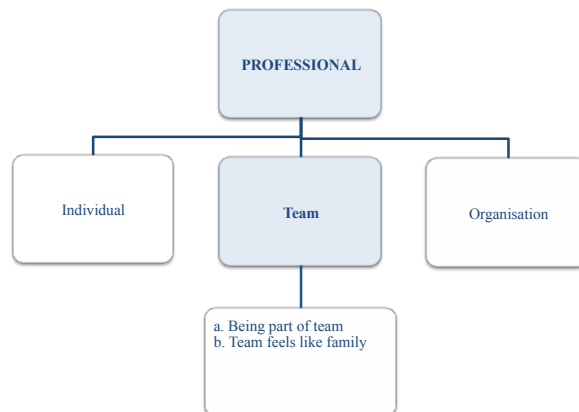 PROFESSIONAL
Individual
Team
Organisation
a. Being part of team
b. Team feels like family